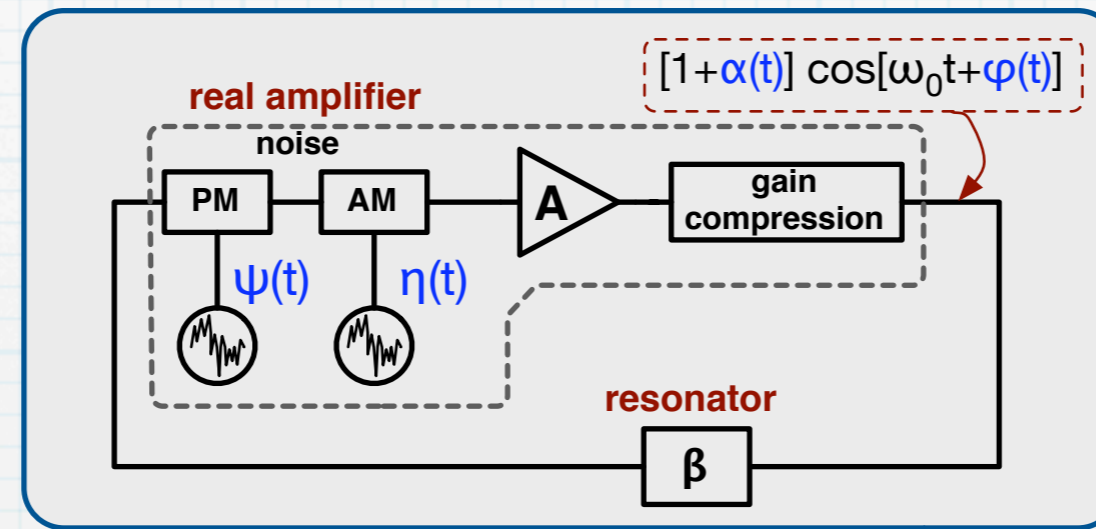 [1+α(t)] cos[ω₀t+φ(t)]
real amplifier
noise
PM
AM
A
gain
compression
ψ(t)
η(t)
resonator
β